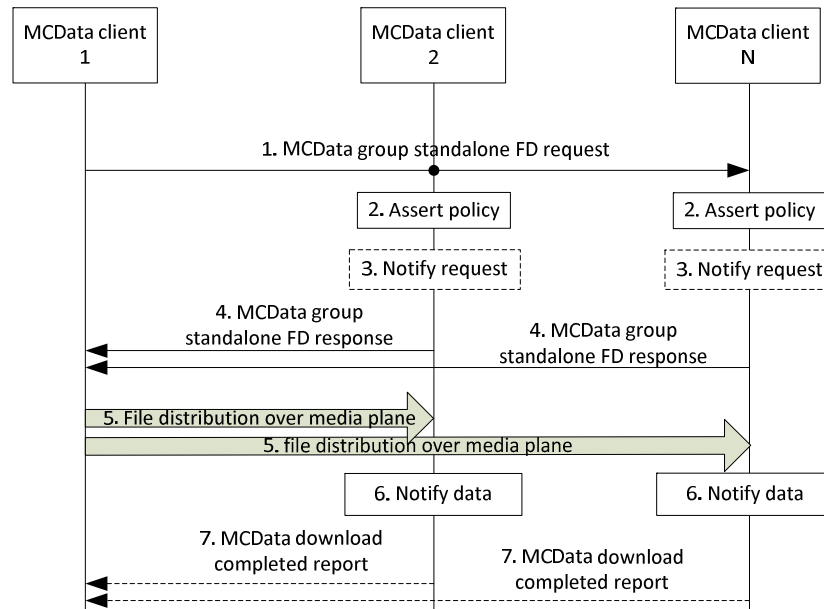 MCData client
1
MCData client
2
MCData client
N
1. MCData group standalone FD request
2. Assert policy
2. Assert policy
3. Notify request
3. Notify request
4. MCData group
standalone FD response
4. MCData group
standalone FD response
5. File distribution over media plane
5. file distribution over media plane
6. Notify data
6. Notify data
7. MCData download
completed report
7. MCData download
completed report